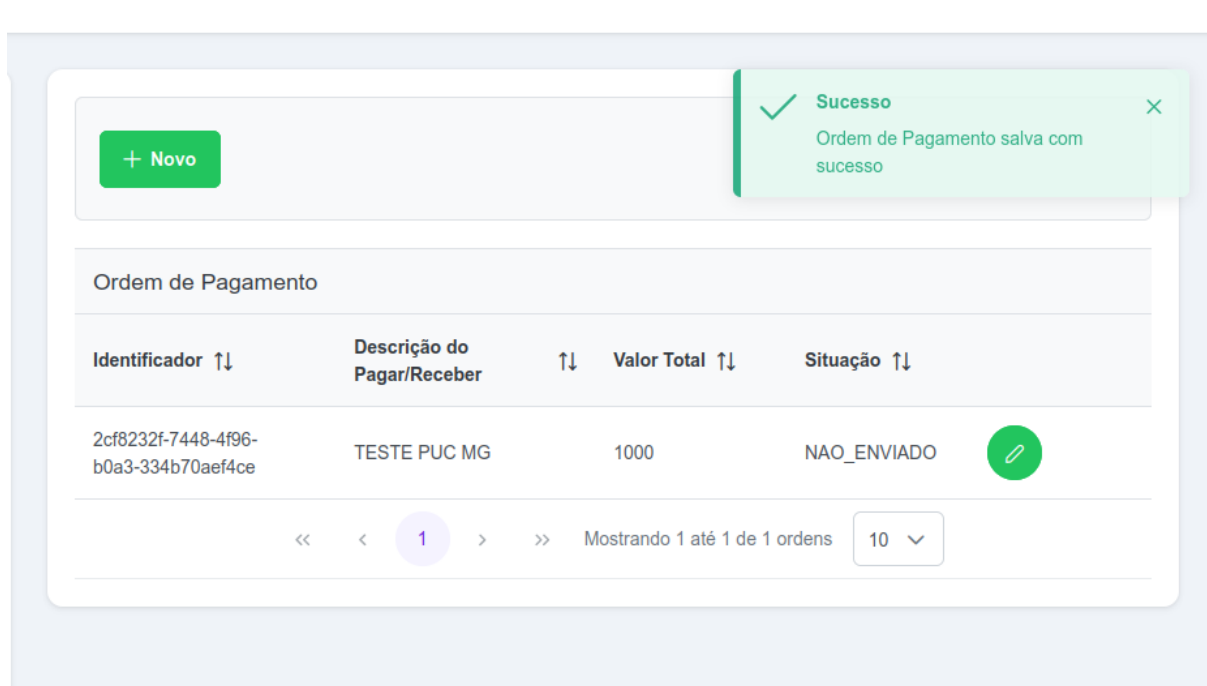 Sucesso
Ordem de Pagamento salva com
sucesso
Novo
Ordem de Pagamento
Identificador
Descrição do
Pagar/Receber
Valor Total
Situação
2cf8232f-7448-4f96-
b0a3-334b70aef4ce
TESTE PUC MG
1000
NAO_ENVIADO
1
Mostrando 1 até 1 de 1 ordens
10